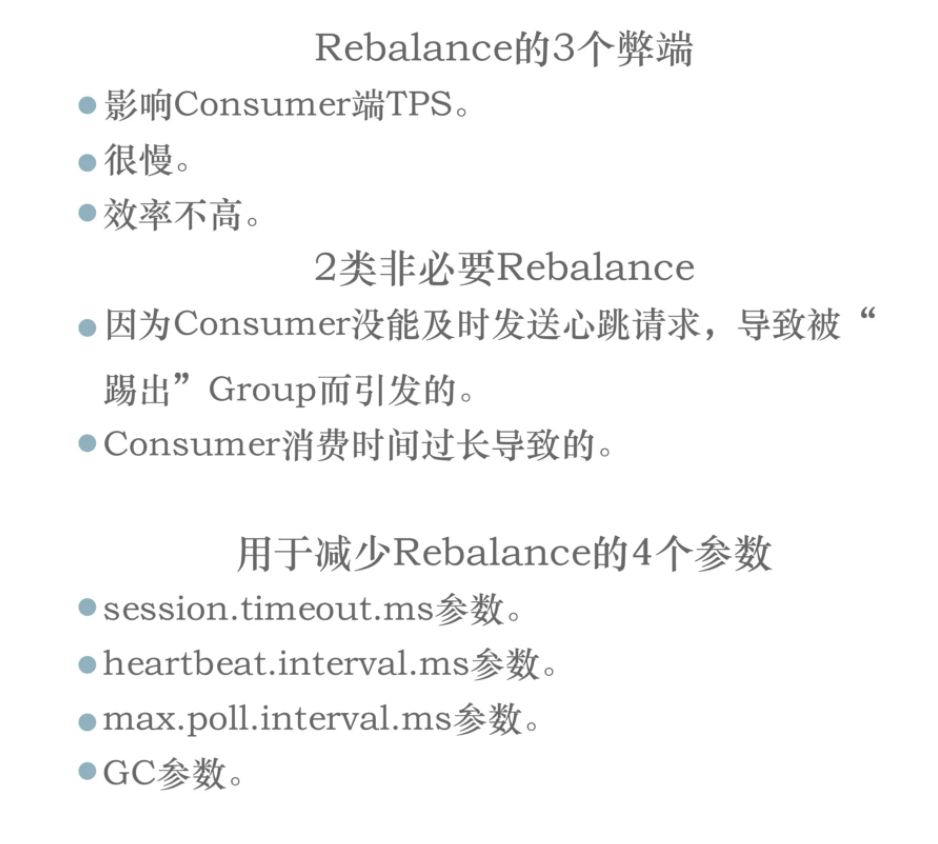 Rebalance的3个弊端
影响Consumer端TPS。
很慢。
效率不高。
2类非必要Rebalance
因为Consumer没能及时发送心跳请求，导致被“
踢出”Group而引发的。
Consumer消费时间过长导致的。
用于减少Rebalance的4个参数
session.timeout.ms参数。
heartbeat.interval.ms参数。
max.poll.interval.ms参数。
GC参数。